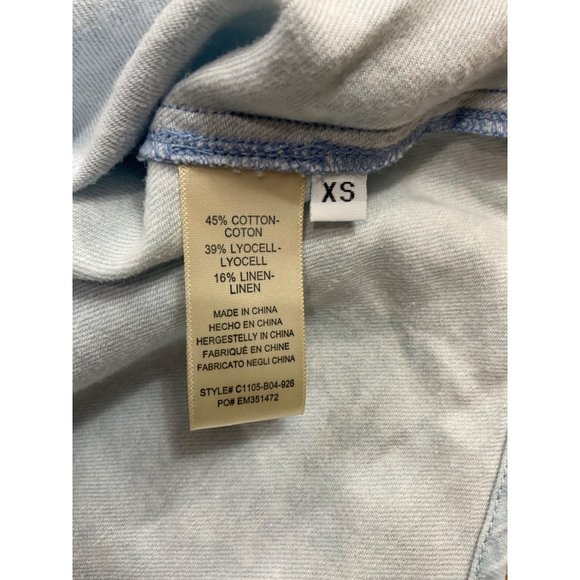 XS
45% COTTON-
COTON
39% LYOCELL-
LYOCELL
16% LINEN-
LINEN
MADE IN CHINA
HECHO EN CHINA
HERGESTELLY IN CHINA
FABRIQUÉ EN CHINE
FABRICATO NEGLI CHINA
STYLE# C1105-B04-926
PO# EM351472